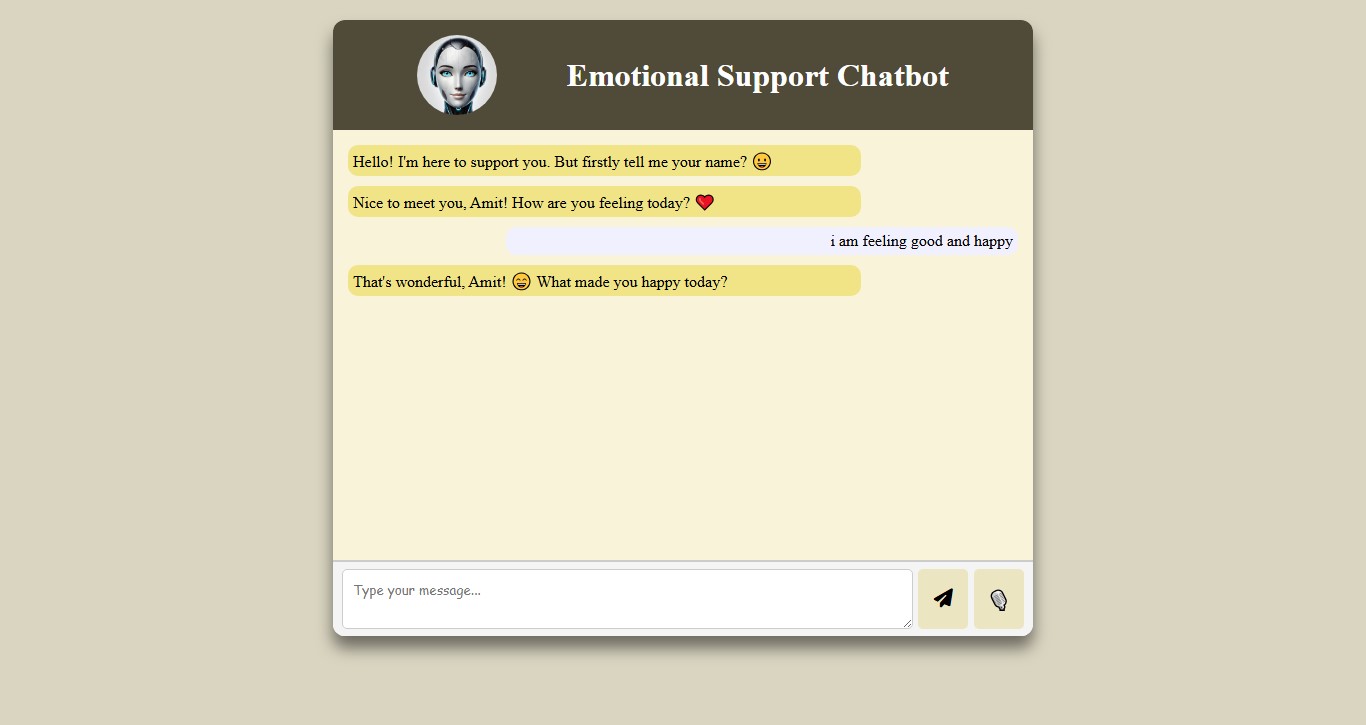 Emotional Support Chatbot
Hello! I'm here to support you. But firstly tell me your name? 😀
Nice to meet you, Amit! How are you feeling today? ❤️
i am feeling good and happy
That's wonderful, Amit! 😄 What made you happy today?
Type your message...